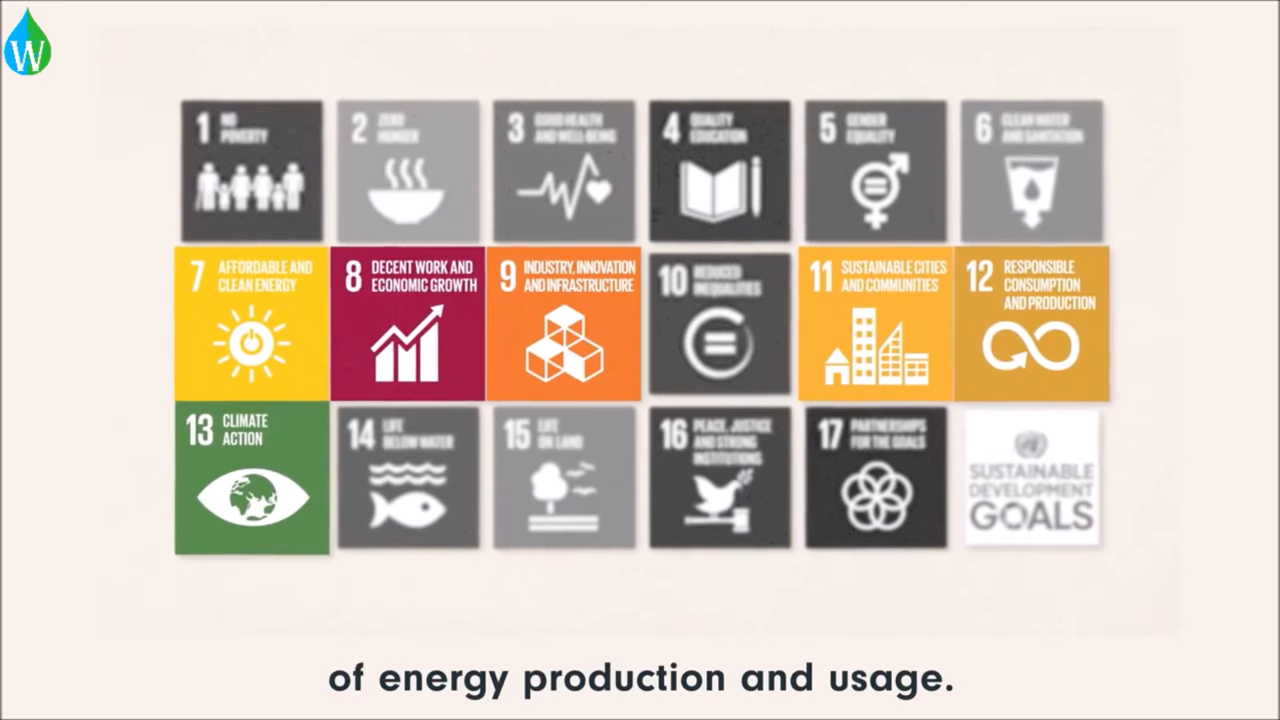 W
1 NO
POVERTY
2 ZERO
HUNGER
3 GOOD HEALTH
AND WELL-BEING
4 QUALITY
EDUCATION
5 GENDER
EQUALITY
6 CLEAN WATER
AND SANITATION
7 AFFORDABLE AND
CLEAN ENERGY
8 DECENT WORK AND
ECONOMIC GROWTH
9 INDUSTRY, INNOVATION
AND INFRASTRUCTURE
10 REDUCED
INEQUALITIES
11 SUSTAINABLE CITIES
AND COMMUNITIES
12 RESPONSIBLE
CONSUMPTION
AND PRODUCTION
13 CLIMATE
ACTION
14 LIFE
BELOW WATER
15 LIFE
ON LAND
16 PEACE, JUSTICE
AND STRONG
INSTITUTIONS
17 PARTNERSHIPS
FOR THE GOALS
SUSTAINABLE
DEVELOPMENT
GOALS
of energy production and usage.